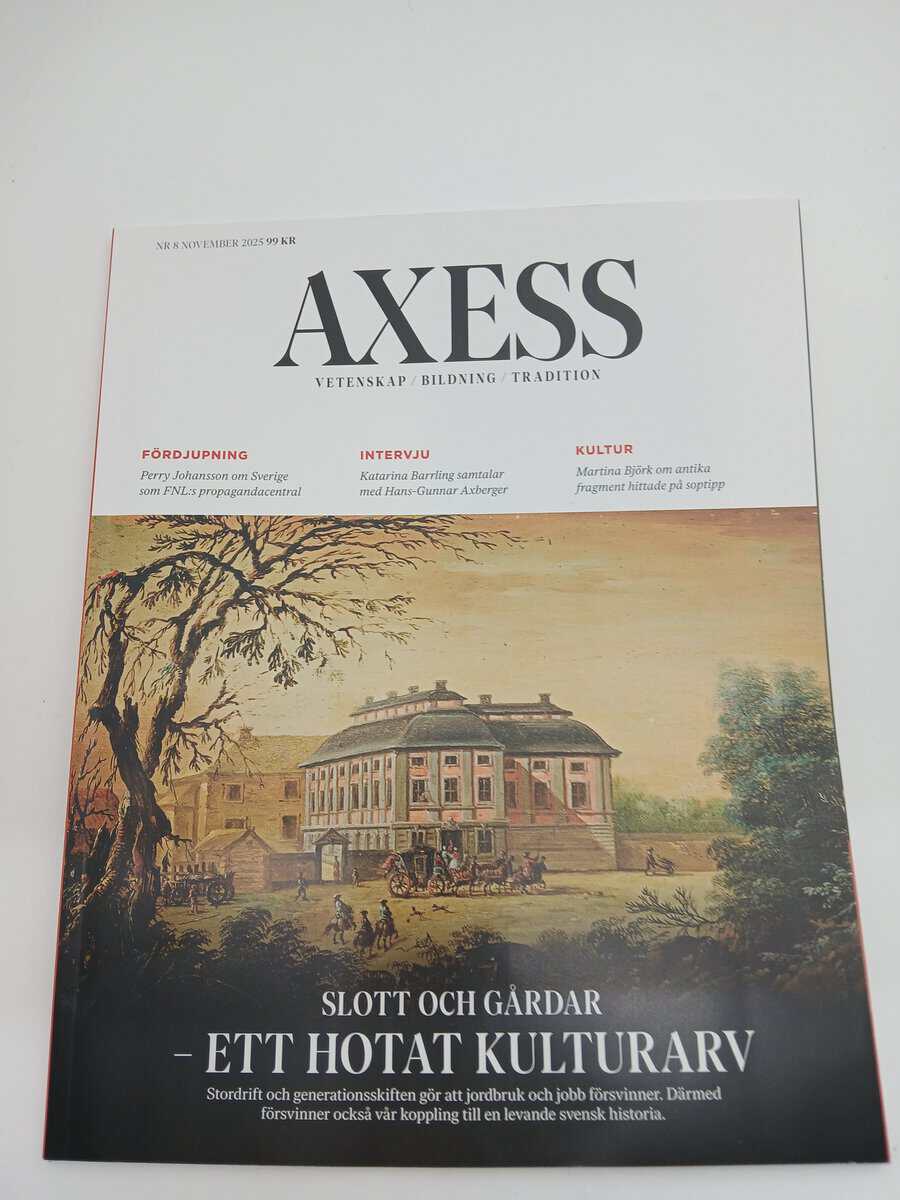 NR 8 NOVEMBER 2025 99 KR
AXESS
VETENSKAP / BILDNING / TRADITION
FÖRDJUPNING
Perry Johansson om Sverige
som FNL:s propagandacentral
INTERVJU
Katarina Barrling samtalar
med Hans-Gunnar Axberger
KULTUR
Martina Björk om antika
fragment hittade på soptipp
SLOTT OCH GÅRDAR
– ETT HOTAT KULTURARV
Stordrift och generationsskiften gör att jordbruk och jobb försvinner. Därmed
försvinner också vår koppling till en levande svensk historia.